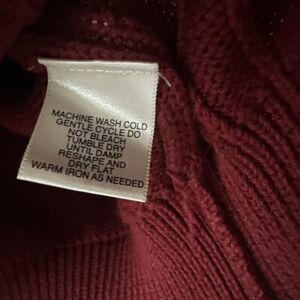 MACHINE WASH COLD
GENTLE CYCLE DO
NOT BLEACH
TUMBLE DRY
UNTIL DAMP
RESHAPE AND
DRY FLAT
WARM IRON AS NEEDED